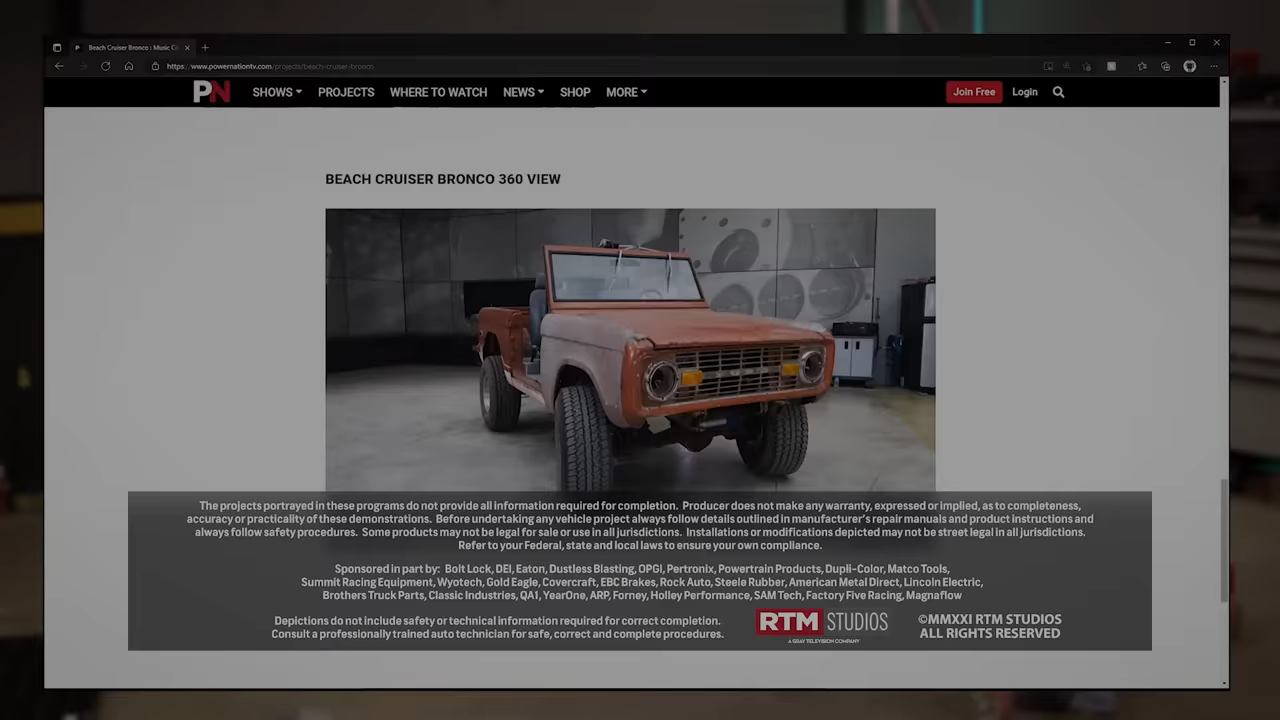 Beach Cruiser Bronco : Music Ci
https://www.powernationtv.com/projects/beach-cruiser-bronco
PN SHOWS PROJECTS WHERE TO WATCH NEWS SHOP MORE Join Free Login
BEACH CRUISER BRONCO 360 VIEW
The projects portrayed in these programs do not provide all information required for completion. Producer does not make any warranty, expressed or implied, as to completeness,
accuracy or practicality of these demonstrations. Before undertaking any vehicle project always follow details outlined in manufacturer's repair manuals and product instructions and
always follow safety procedures. Some products may not be legal for sale or use in all jurisdictions. Installations or modifications depicted may not be street legal in all jurisdictions.
Refer to your Federal, state and local laws to ensure your own compliance.
Sponsored in part by: Bolt Lock, DEI, Eaton, Dustless Blasting, OPGI, Pertronix, Powertrain Products, Dupli-Color, Matco Tools,
Summit Racing Equipment, Wyotech, Gold Eagle, Covercraft, EBC Brakes, Rock Auto, Steele Rubber, American Metal Direct, Lincoln Electric,
Brothers Truck Parts, Classic Industries, QA1, YearOne, ARP, Forney, Holley Performance, SAM Tech, Factory Five Racing, Magnaflow
Depictions do not include safety or technical information required for correct completion.
Consult a professionally trained auto technician for safe, correct and complete procedures.
RTM STUDIOS
A GRAY TELEVISION COMPANY
©MMXXI RTM STUDIOS
ALL RIGHTS RESERVED